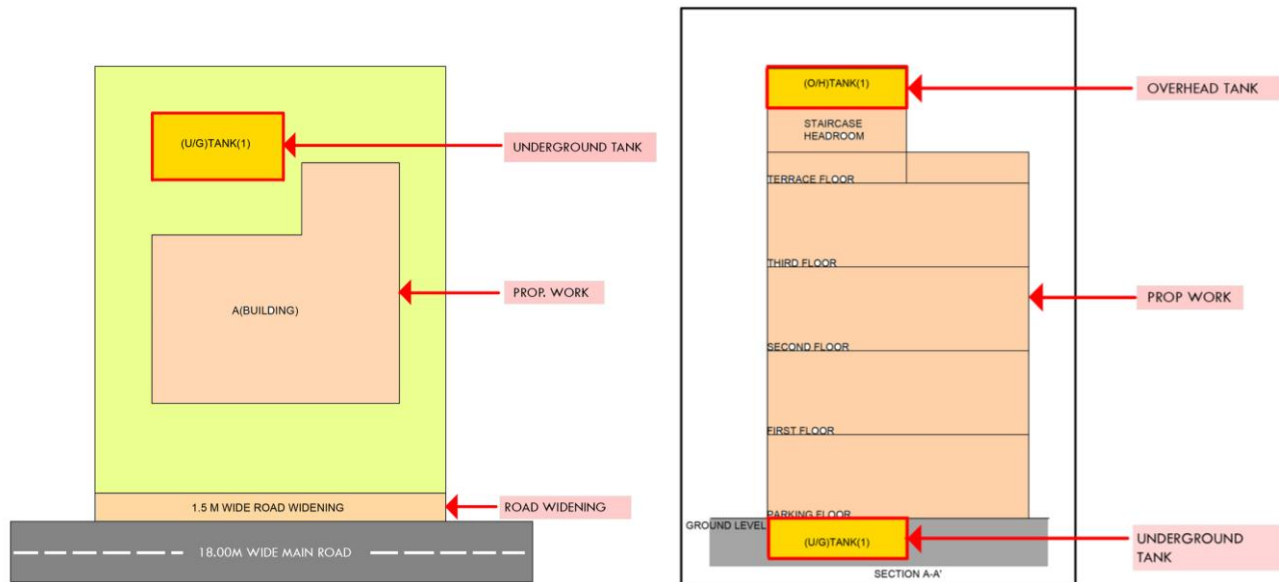 (U/G)TANK(1)
UNDERGROUND TANK
A(BUILDING)
PROP. WORK
1.5 M WIDE ROAD WIDENING
ROAD WIDENING
18.00M WIDE MAIN ROAD
(O/H)TANK(1)
OVERHEAD TANK
STAIRCASE
HEADROOM
TERRACE FLOOR
THIRD FLOOR
PROP WORK
SECOND FLOOR
FIRST FLOOR
PARKING FLOOR
GROUND LEVEL
(U/G)TANK(1)
UNDERGROUND
TANK
SECTION A-A'